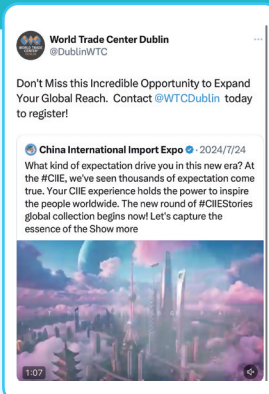 World Trade Center Dublin
@DublinWTC
Don't Miss this Incredible Opportunity to Expand
Your Global Reach. Contact @WTCDublin today
to register!
China International Import Expo · 2024/7/24
What kind of expectation drive you in this new era? At
the #CIIE, we've seen thousands of expectation come
true. Your CIIE experience holds the power to inspire
the people worldwide. The new round of #CIIEStories
global collection begins now! Let's capture the
essence of the Show more
1:07